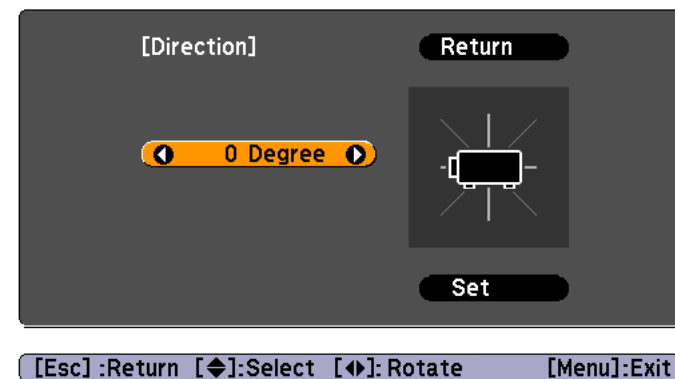 [Direction] Return
0 Degree
Set
[Esc] :Return [◆]:Select [◀▶]: Rotate [Menu]:Exit